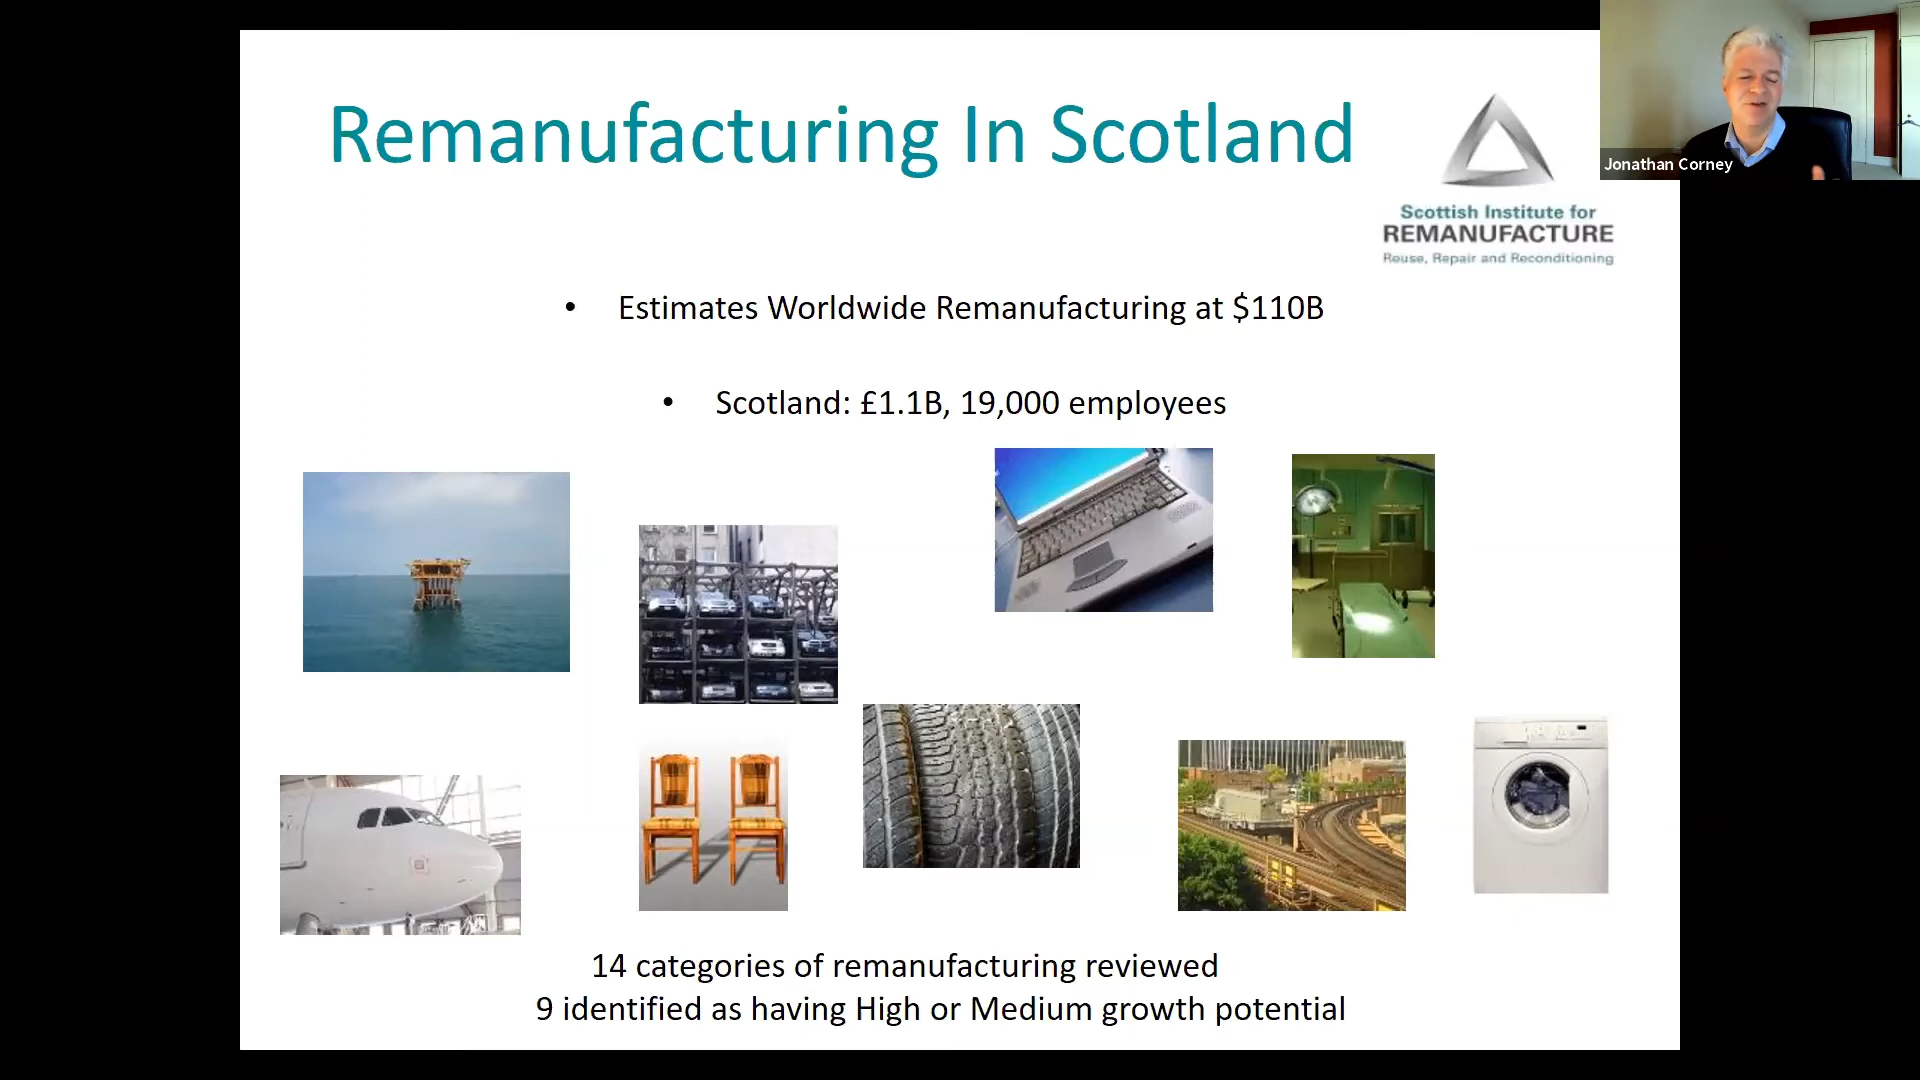 Remanufacturing In Scotland
Jonathan Corney
Scottish Institute for
REMANUFACTURE
Reuse, Repair and Reconditioning
• Estimates Worldwide Remanufacturing at $110B
• Scotland: £1.1B, 19,000 employees
14 categories of remanufacturing reviewed
9 identified as having High or Medium growth potential